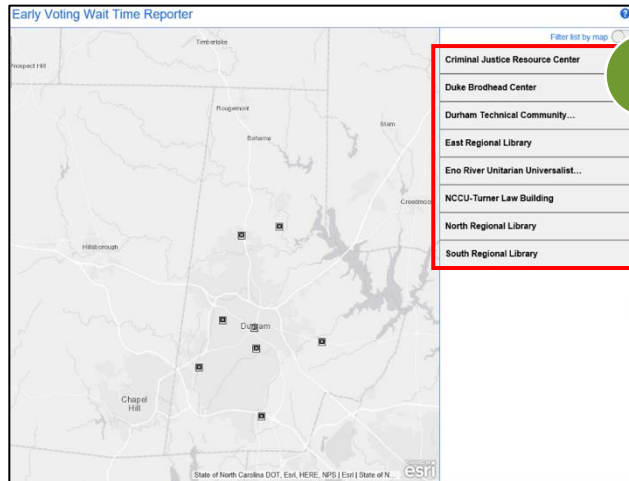 Early Voting Wait Time Reporter
?
Filter list by map
Criminal Justice Resource Center
Duke Brodhead Center
Durham Technical Community...
East Regional Library
Eno River Unitarian Universalist...
NCCU-Turner Law Building
North Regional Library
South Regional Library
Timberlake
Prospect Hill
Rougemont
Stem
Bahama
Creedmoor
Hillsborough
Durham
Chapel
Hill
State of North Carolina DOT, Esri, HERE, NPS | Esri | State of N...
esri